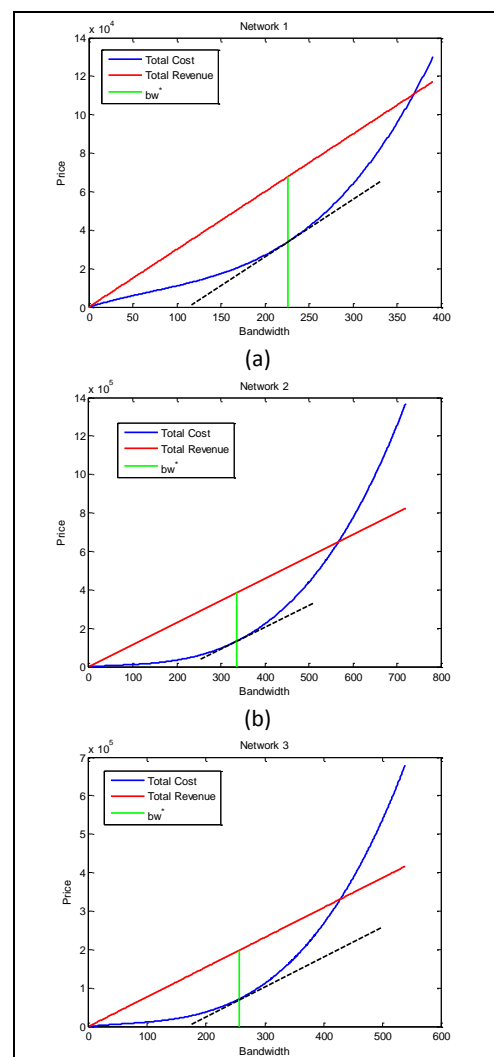 Network 1
x 10^4
14
12
10
8
6
4
2
0
Price
Total Cost
Total Revenue
bw*
0 50 100 150 200 250 300 350 400
Bandwidth
(a)
Network 2
x 10^5
14
12
10
8
6
4
2
0
Price
Total Cost
Total Revenue
bw*
0 100 200 300 400 500 600 700 800
Bandwidth
(b)
Network 3
x 10^5
7
6
5
4
3
2
1
0
Price
Total Cost
Total Revenue
bw*
0 100 200 300 400 500 600
Bandwidth